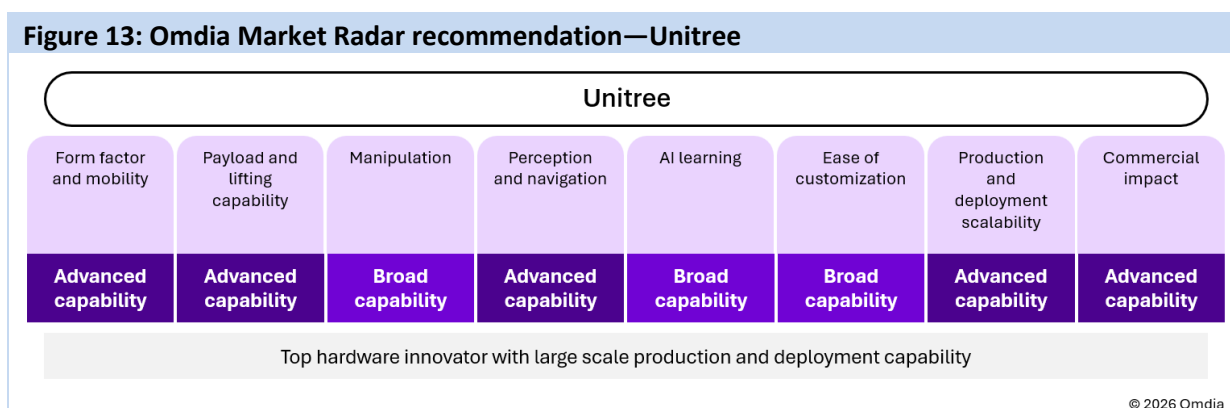 Figure 13: Omdia Market Radar recommendation—Unitree
Unitree
Form factor
and mobility
Payload and
lifting
capability
Manipulation
Perception
and navigation
AI learning
Ease of
customization
Production
and
deployment
scalability
Commercial
impact
Advanced
capability
Advanced
capability
Broad
capability
Advanced
capability
Broad
capability
Broad
capability
Advanced
capability
Advanced
capability
Top hardware innovator with large scale production and deployment capability
© 2026 Omdia